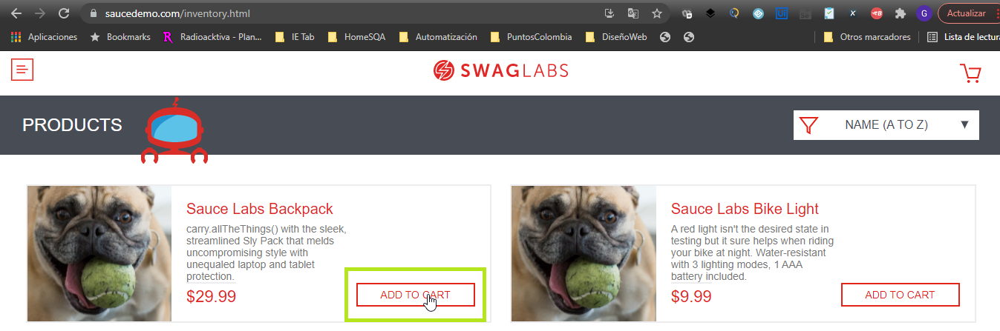 saucedemo.com/inventory.html
G
Actualizar
Aplicaciones
Bookmarks
R
Radioacktiva - Plan...
IE Tab
HomeSQA
Automatización
PuntosColombia
DiseñoWeb
Otros marcadores
Lista de lectura
SWAGLABS
PRODUCTS
NAME (A TO Z)
Sauce Labs Backpack
carry.allTheThings() with the sleek,
streamlined Sly Pack that melds
uncompromising style with
unequaled laptop and tablet
protection.
$29.99
ADD TO CART
Sauce Labs Bike Light
A red light isn't the desired state in
testing but it sure helps when riding
your bike at night. Water-resistant
with 3 lighting modes, 1 AAA
battery included.
$9.99
ADD TO CART